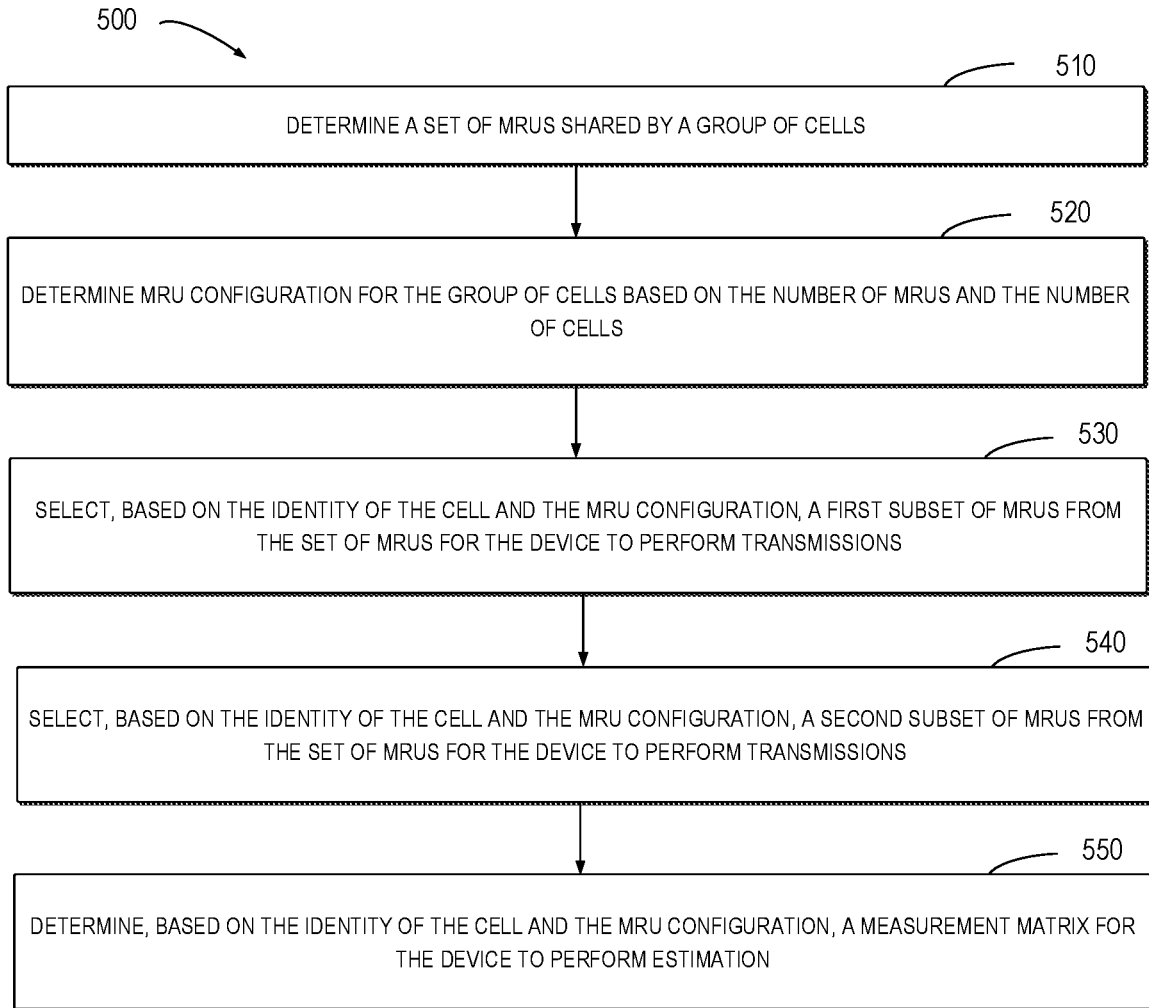 500
510
DETERMINE A SET OF MRUS SHARED BY A GROUP OF CELLS
520
DETERMINE MRU CONFIGURATION FOR THE GROUP OF CELLS BASED ON THE NUMBER OF MRUS AND THE NUMBER
OF CELLS
530
SELECT, BASED ON THE IDENTITY OF THE CELL AND THE MRU CONFIGURATION, A FIRST SUBSET OF MRUS FROM
THE SET OF MRUS FOR THE DEVICE TO PERFORM TRANSMISSIONS
540
SELECT, BASED ON THE IDENTITY OF THE CELL AND THE MRU CONFIGURATION, A SECOND SUBSET OF MRUS FROM
THE SET OF MRUS FOR THE DEVICE TO PERFORM TRANSMISSIONS
550
DETERMINE, BASED ON THE IDENTITY OF THE CELL AND THE MRU CONFIGURATION, A MEASUREMENT MATRIX FOR
THE DEVICE TO PERFORM ESTIMATION